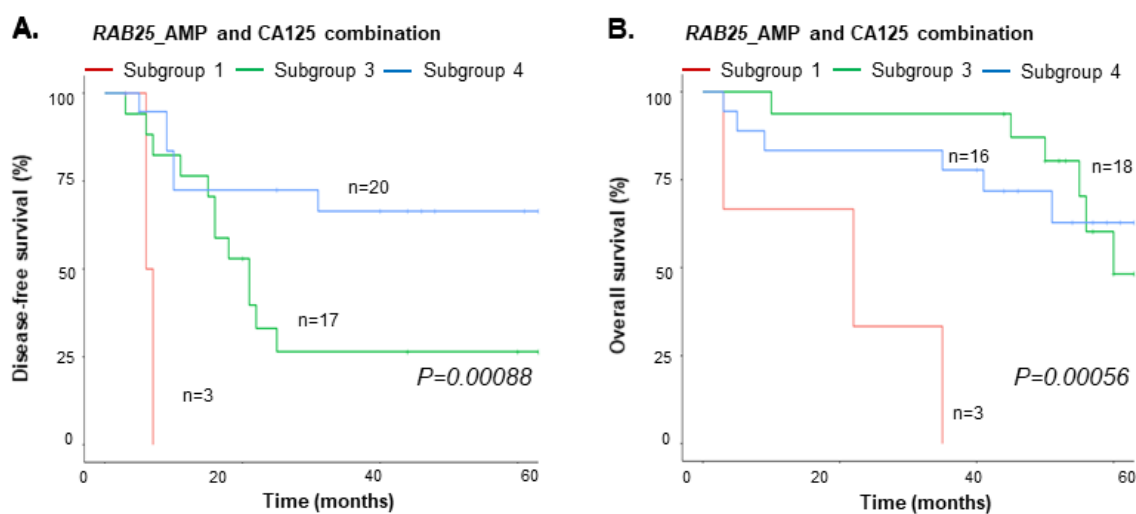 A. RAB25_AMP and CA125 combination
Subgroup 1 Subgroup 3 Subgroup 4
Disease-free survival (%)
100
75
50
25
0
n=20
n=17
n=3
P=0.00088
0 20 40 60
Time (months)
B. RAB25_AMP and CA125 combination
Subgroup 1 Subgroup 3 Subgroup 4
Overall survival (%)
100
75
50
25
0
n=16
n=18
n=3
P=0.00056
0 20 40 60
Time (months)